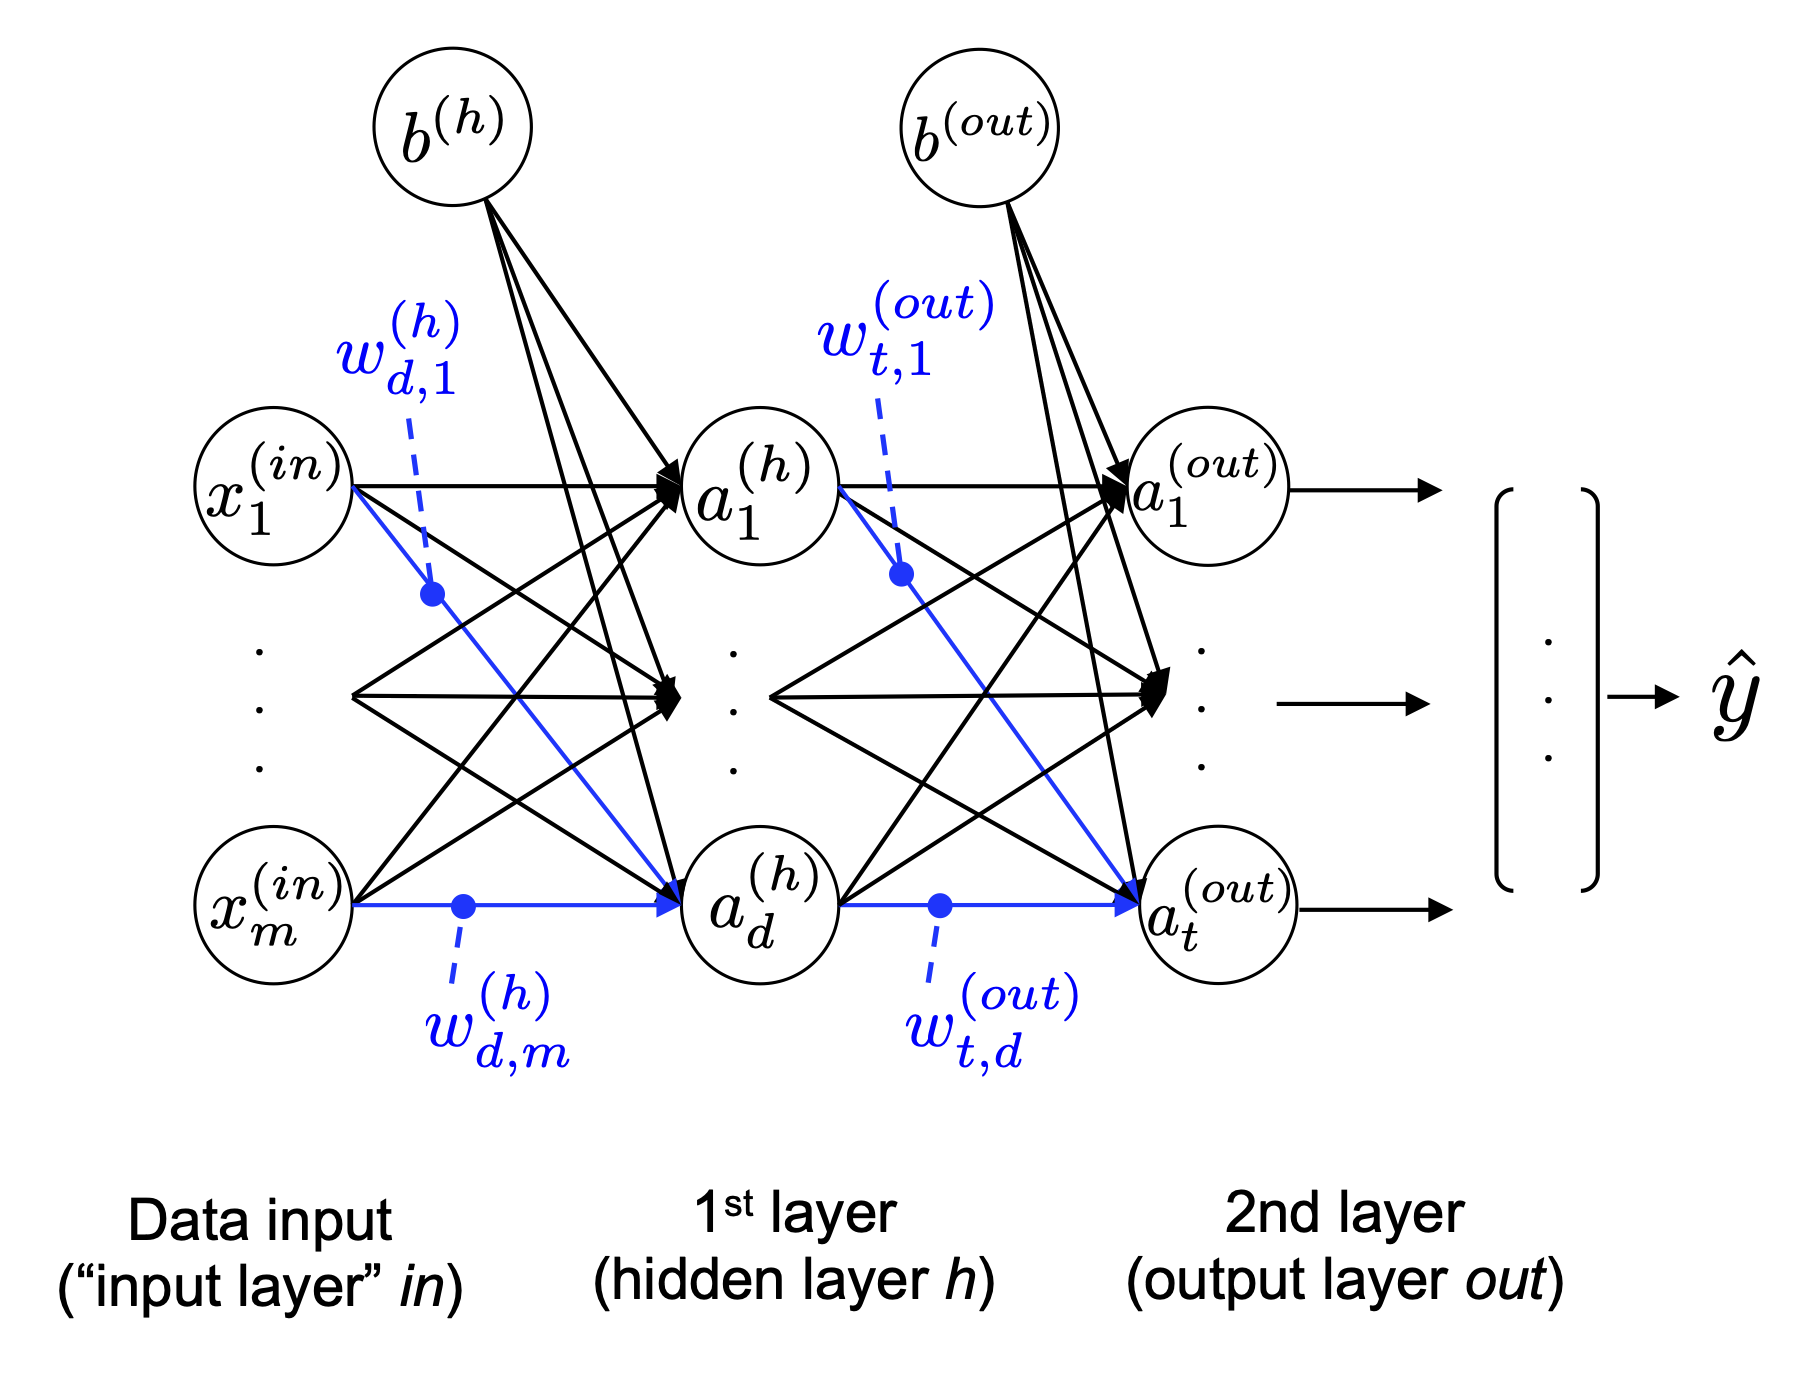 b^{(h)}
b^{(out)}
w_{d,1}^{(h)}
w_{t,1}^{(out)}
x_1^{(in)}
a_1^{(h)}
a_1^{(out)}
ŷ
x_m^{(in)}
a_d^{(h)}
a_t^{(out)}
w_{d,m}^{(h)}
w_{t,d}^{(out)}
Data input
(“input layer” in)
1st layer
(hidden layer h)
2nd layer
(output layer out)